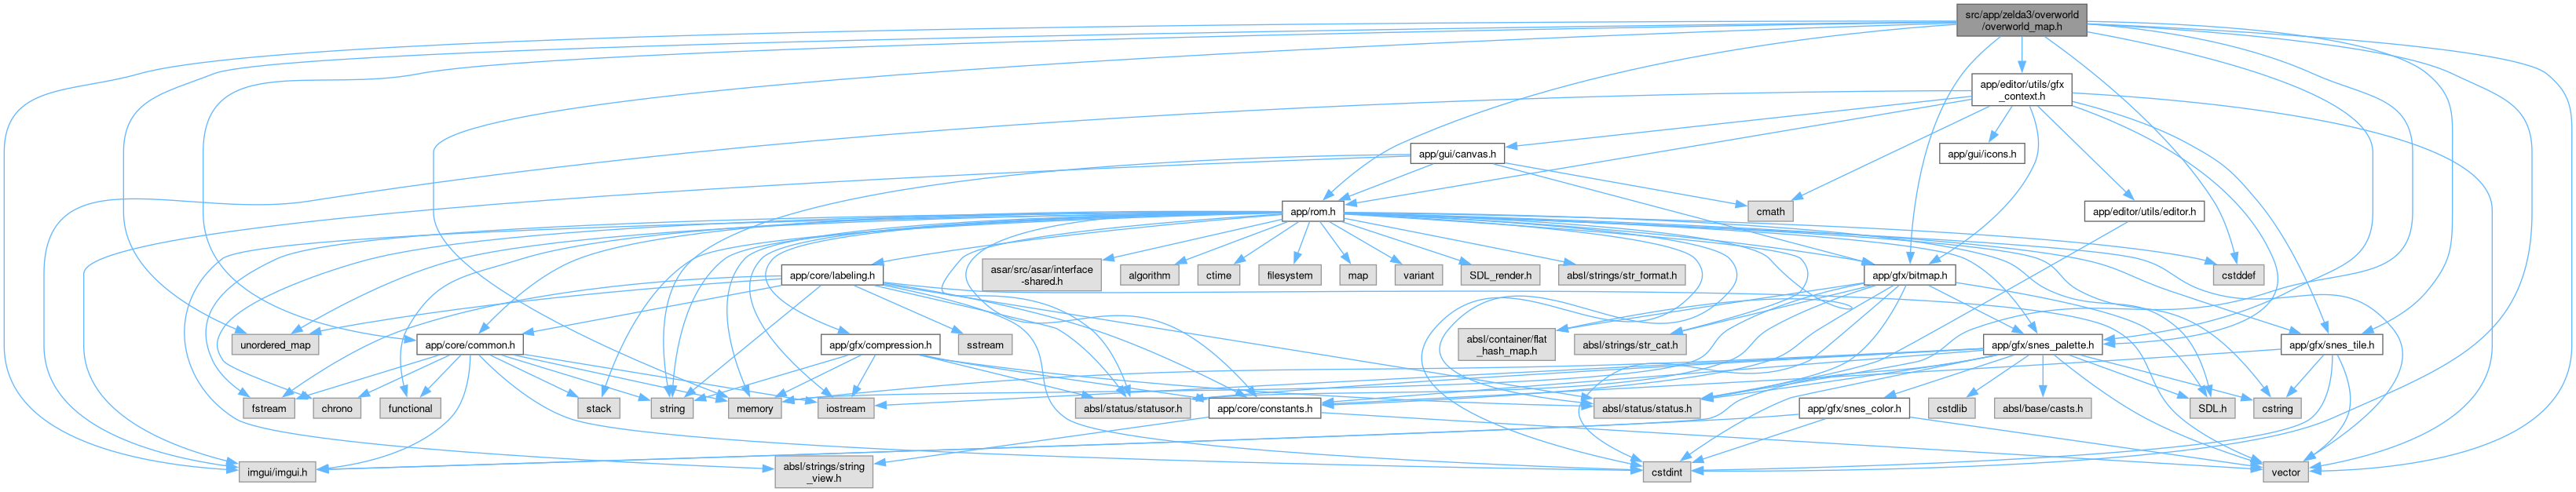 src/app/zelda3/overworld
/overworld_map.h
app/editor/utils/gfx
_context.h
app/gui/canvas.h
app/gui/icons.h
app/rom.h
cmath
app/editor/utils/editor.h
asar/src/asar/interface
-shared.h
algorithm
ctime
filesystem
map
variant
SDL_render.h
absl/strings/str_format.h
app/core/labeling.h
app/gfx/bitmap.h
cstddef
unordered_map
app/core/common.h
app/gfx/compression.h
sstream
absl/container/flat
_hash_map.h
absl/strings/str_cat.h
app/gfx/snes_palette.h
app/gfx/snes_tile.h
fstream
chrono
functional
stack
string
memory
iostream
absl/status/statusor.h
app/core/constants.h
absl/status/status.h
app/gfx/snes_color.h
cstdlib
absl/base/casts.h
SDL.h
cstring
imgui/imgui.h
absl/strings/string
_view.h
cstdint
vector